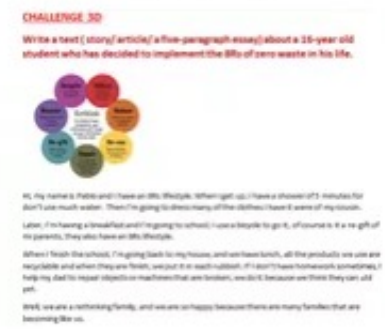 CHALLENGE 3D
Write a text ( story/ article/ a five-paragraph essay) about a 16-year old
student who has decided to implement the 8Rs of zero waste in his life.
Hi, my name is Pablo and I have an 8Rs lifestyle. When I get up, I have a shower of 5 minutes for
don't use much water. Then I'm going to dress many of the clothes I have it were of my cousin.
Later, I'm having a breakfast and I'm going to school, I use a bicycle to go it, of course is it a re-gift of
mi parents, they also have an 8Rs lifestyle.
When I finish the school, I'm going back to my house, and we have lunch, all the products we use are
recyclable and when they are finish, we put it in each rubbish. If I don't have homework sometimes, I
help my dad to repair objects or machines that are broken, we do it because we think they can utd
yet.
Well, we are a rethinking family, and we are so happy because there are many families that are
becoming like us.